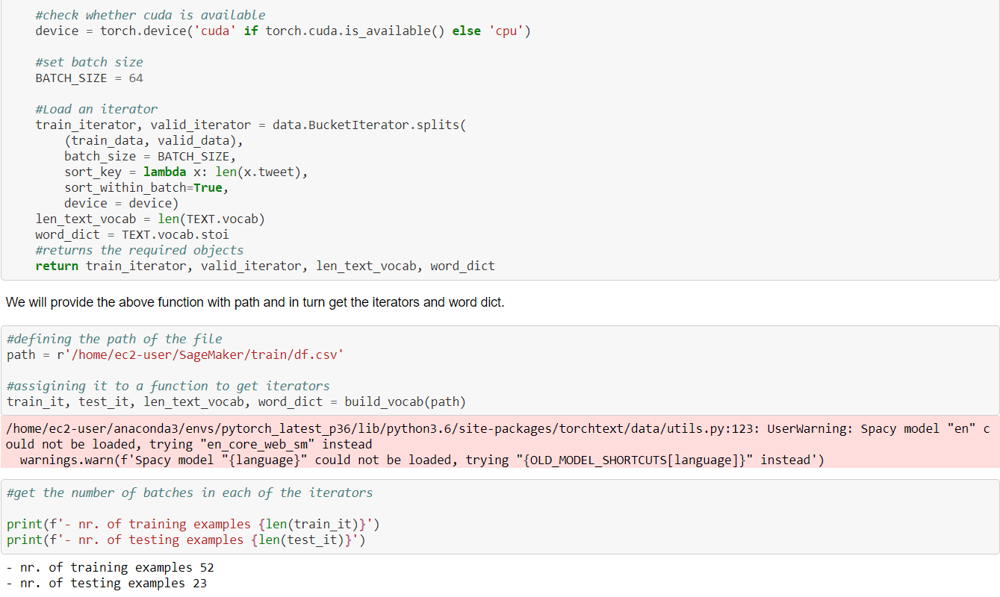 #check whether cuda is available
device = torch.device('cuda' if torch.cuda.is_available() else 'cpu')
#set batch size
BATCH_SIZE = 64
#Load an iterator
train_iterator, valid_iterator = data.BucketIterator.splits(
(train_data, valid_data),
batch_size = BATCH_SIZE,
sort_key = lambda x: len(x.tweet),
sort_within_batch=True,
device = device)
len_text_vocab = len(TEXT.vocab)
word_dict = TEXT.vocab.stoi
#returns the required objects
return train_iterator, valid_iterator, len_text_vocab, word_dict
We will provide the above function with path and in turn get the iterators and word dict.
#defining the path of the file
path = r'/home/ec2-user/SageMaker/train/df.csv'
#assigining it to a function to get iterators
train_it, test_it, len_text_vocab, word_dict = build_vocab(path)
/home/ec2-user/anaconda3/envs/pytorch_latest_p36/lib/python3.6/site-packages/torchtext/data/utils.py:123: UserWarning: Spacy model "en" c
ould not be loaded, trying "en_core_web_sm" instead
warnings.warn(f'Spacy model "{language}" could not be loaded, trying "{OLD_MODEL_SHORTCUTS[language]}" instead')
#get the number of batches in each of the iterators
print(f'- nr. of training examples {len(train_it)}')
print(f'- nr. of testing examples {len(test_it)}')
- nr. of training examples 52
- nr. of testing examples 23